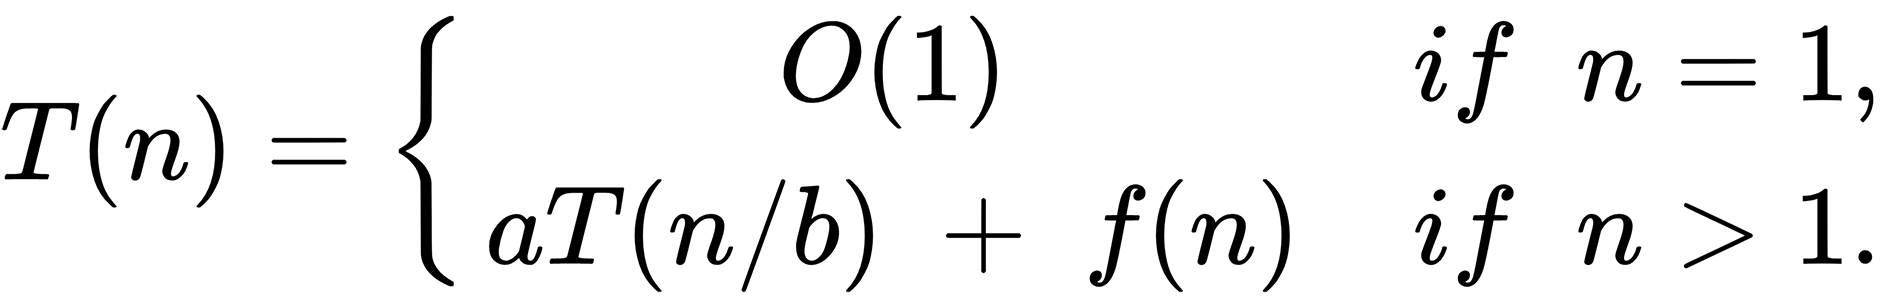 T(n) = { O(1) if n = 1,
aT(n/b) + f(n) if n > 1.